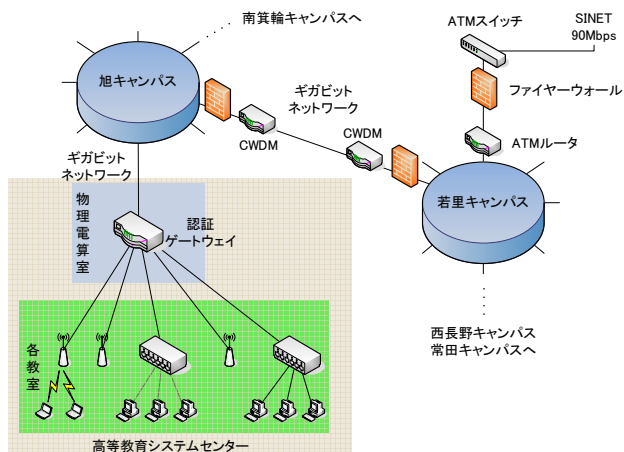 南箕輪キャンパスへ
ATMスイッチ
SINET
90Mbps
旭キャンパス
ギガビット
ネットワーク
ファイヤーウォール
CWDM
CWDM
ATMルータ
ギガビット
ネットワーク
若里キャンパス
物理電算室
認証
ゲートウェイ
西長野キャンパス
常田キャンパスへ
各教室
高等教育システムセンター